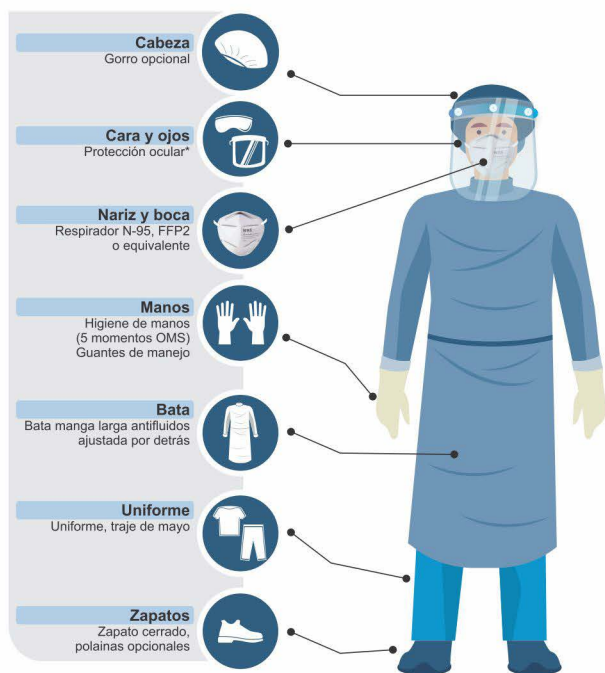 Cabeza
Gorro opcional
Cara y ojos
Protección ocular*
Nariz y boca
Respirador N-95, FFP2
o equivalente
Manos
Higiene de manos
(5 momentos OMS)
Guantes de manejo
Bata
Bata manga larga antifluidos
ajustada por detrás
Uniforme
Uniforme, traje de mayo
Zapatos
Zapato cerrado,
polainas opcionales